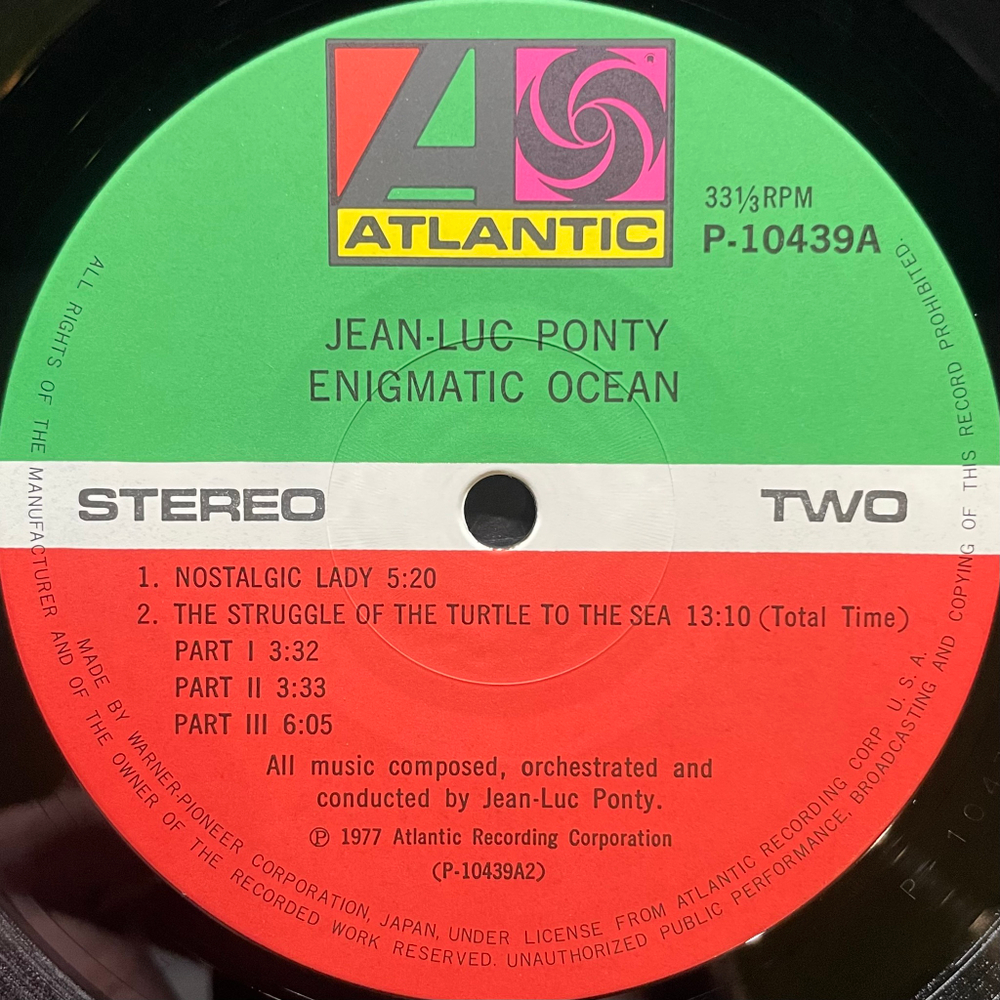 ATLANTIC
®
33⅓ RPM
P-10439A
JEAN-LUC PONTY
ENIGMATIC OCEAN
STEREO
TWO
1. NOSTALGIC LADY 5:20
2. THE STRUGGLE OF THE TURTLE TO THE SEA 13:10 (Total Time)
PART I 3:32
PART II 3:33
PART III 6:05
All music composed, orchestrated and
conducted by Jean-Luc Ponty.
℗ 1977 Atlantic Recording Corporation
(P-10439A2)
MADE BY WARNER-PIONEER CORPORATION, JAPAN, UNDER LICENSE FROM ATLANTIC RECORDING CORP. U. S. A.
ALL RIGHTS OF THE MANUFACTURER AND OF THE OWNER OF THE RECORDED WORK RESERVED. UNAUTHORIZED PUBLIC PERFORMANCE, BROADCASTING AND COPYING OF THIS RECORD PROHIBITED.